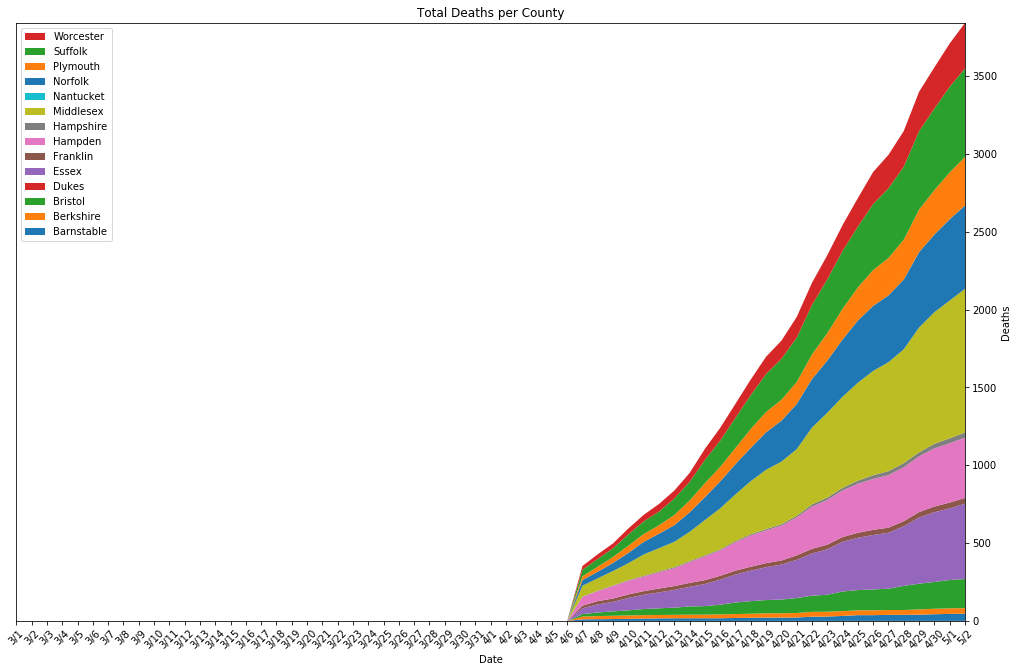 Total Deaths per County
Worcester
Suffolk
Plymouth
Norfolk
Nantucket
Middlesex
Hampshire
Hampden
Franklin
Essex
Dukes
Bristol
Berkshire
Barnstable
3500
3000
2500
2000
1500
1000
500
0
Deaths
3/1 3/2 3/3 3/4 3/5 3/6 3/7 3/8 3/9 3/10 3/11 3/12 3/13 3/14 3/15 3/16 3/17 3/18 3/19 3/20 3/21 3/22 3/23 3/24 3/25 3/26 3/27 3/28 3/29 3/30 3/31 4/1 4/2 4/3 4/4 4/5 4/6 4/7 4/8 4/9 4/10 4/11 4/12 4/13 4/14 4/15 4/16 4/17 4/18 4/19 4/20 4/21 4/22 4/23 4/24 4/25 4/26 4/27 4/28 4/29 4/30 5/1 5/2
Date